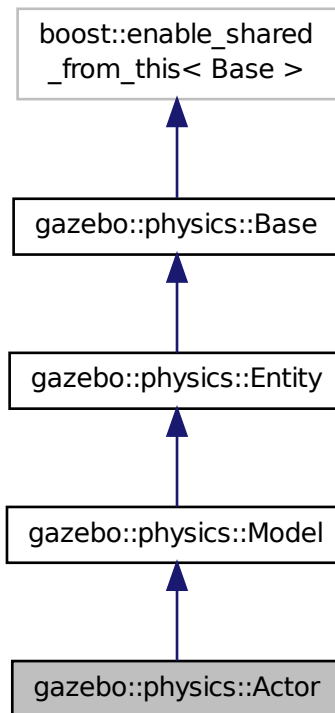 boost::enable_shared
_from_this< Base >
gazebo::physics::Base
gazebo::physics::Entity
gazebo::physics::Model
gazebo::physics::Actor